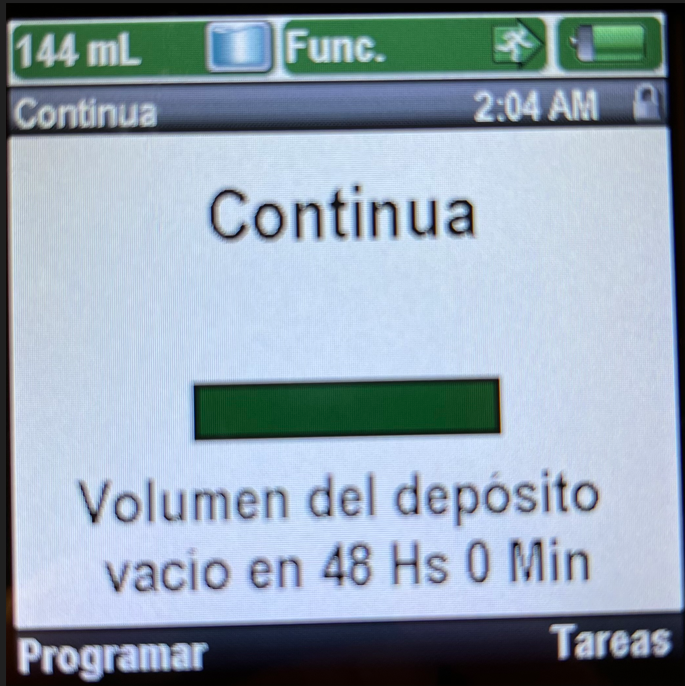 144 mL Func.
Continua 2:04 AM
Continua
Volumen del depósito
vacio en 48 Hs 0 Min
Programar Tareas